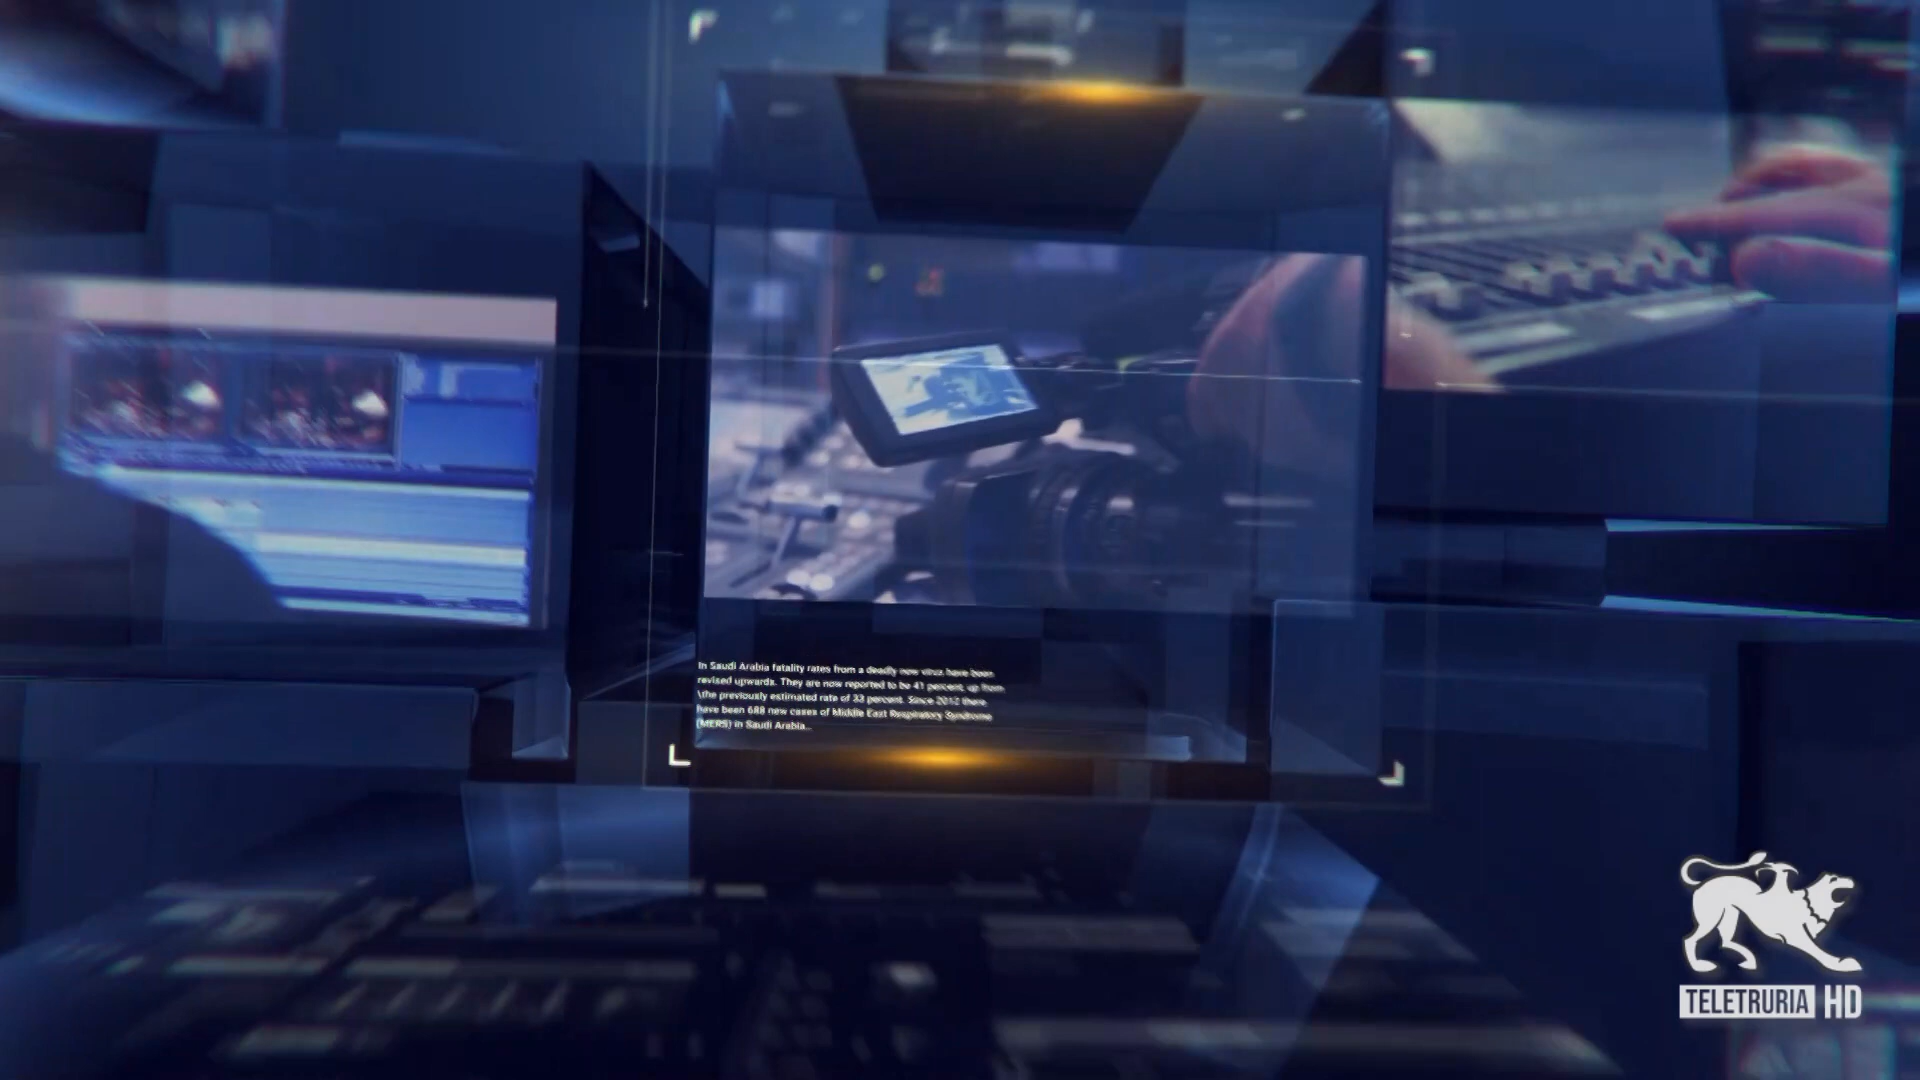 In Saudi Arabia fatality rates from a deadly new virus have been
revised upwards. They are now reported to be 41 percent, up from
\the previously estimated rate of 33 percent. Since 2012 there
have been 688 new cases of Middle East Respiratory Syndrome
(MERS) in Saudi Arabia...
TELETRURIA HD